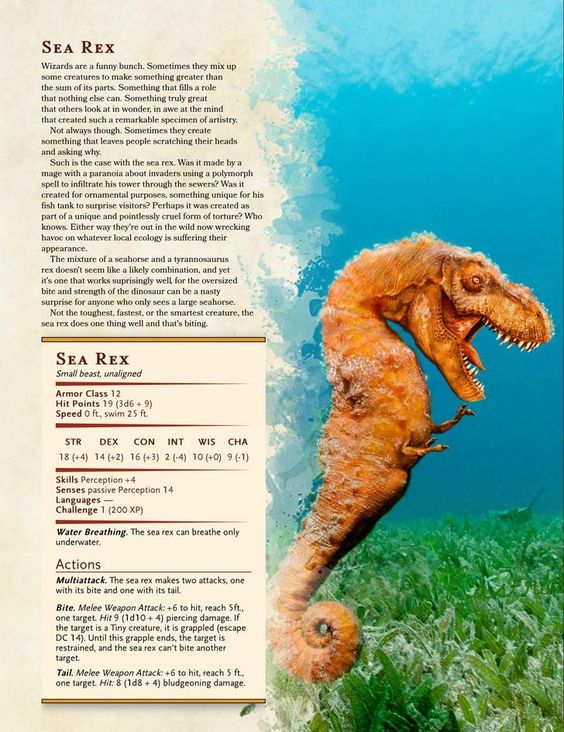 Sea Rex
Wizards are a funny bunch. Sometimes they mix up
some creatures to make something greater than
the sum of its parts. Something that fills a role
that nothing else can. Something truly great
that others look at in wonder, in awe at the mind
that created such a remarkable specimen of artistry.
Not always though. Sometimes they create
something that leaves people scratching their heads
and asking why.
Such is the case with the sea rex. Was it made by a
mage with a paranoia about invaders using a polymorph
spell to infiltrate his tower through the sewers? Was it
created for ornamental purposes, something unique for his
fish tank to surprise visitors? Perhaps it was created as
part of a unique and pointlessly cruel form of torture? Who
knows. Either way they're out in the wild now wrecking
havoc on whatever local ecology is suffering their
appearance.
The mixture of a seahorse and a tyrannosaurus
rex doesn't seem like a likely combination, and yet
it's one that works suprisingly well, for the oversized
bite and strength of the dinosaur can be a nasty
surprise for anyone who only sees a large seahorse.
Not the toughest, fastest, or the smartest creature, the
sea rex does one thing well and that's biting.
Sea Rex
Small beast, unaligned
Armor Class 12
Hit Points 19 (3d6 + 9)
Speed 0 ft., swim 25 ft.
STR DEX CON INT WIS CHA
18 (+4) 14 (+2) 16 (+3) 2 (-4) 10 (+0) 9 (-1)
Skills Perception +4
Senses passive Perception 14
Languages —
Challenge 1 (200 XP)
Water Breathing. The sea rex can breathe only
underwater.
Actions
Multiattack. The sea rex makes two attacks, one
with its bite and one with its tail.
Bite. Melee Weapon Attack: +6 to hit, reach 5ft.,
one target. Hit 9 (1d10 + 4) piercing damage. If
the target is a Tiny creature, it is grappled (escape
DC 14). Until this grapple ends, the target is
restrained, and the sea rex can't bite another
target.
Tail. Melee Weapon Attack: +6 to hit, reach 5 ft.,
one target. Hit: 8 (1d8 + 4) bludgeoning damage.